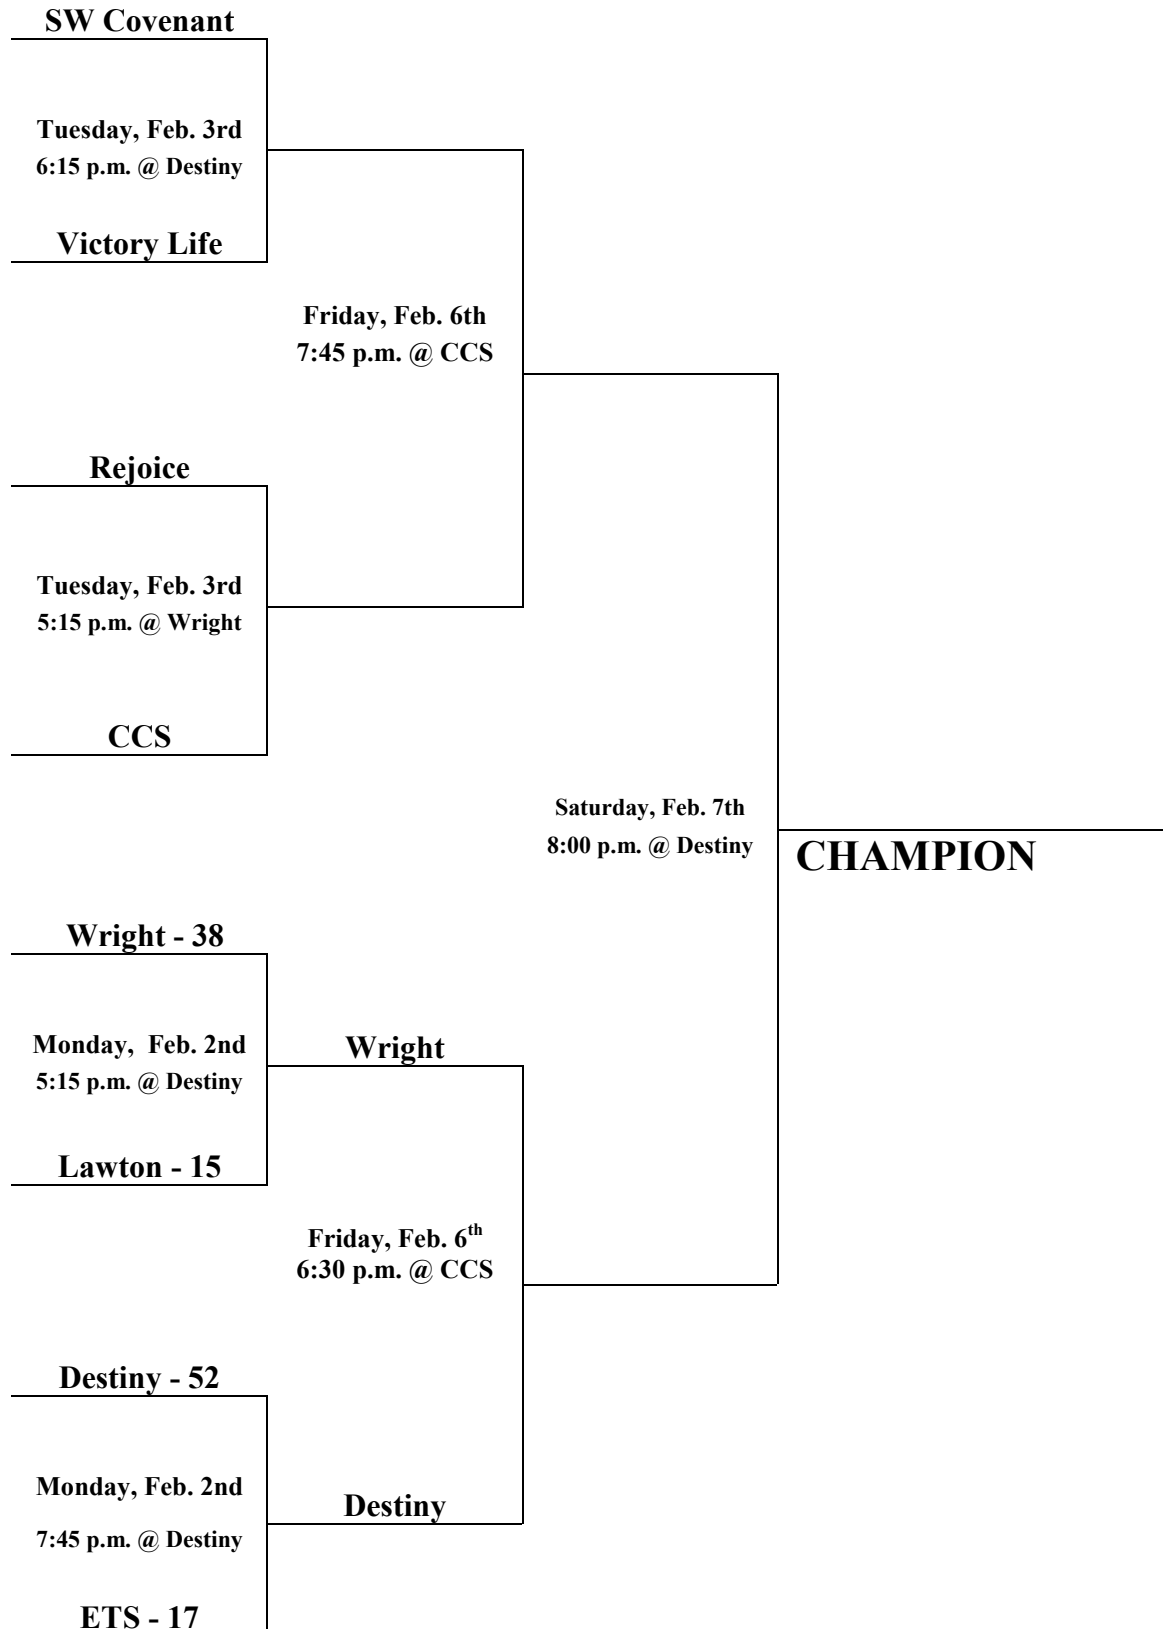 SW Covenant
Tuesday, Feb. 3rd
6:15 p.m. @ Destiny
Victory Life
Friday, Feb. 6th
7:45 p.m. @ CCS
Rejoice
Tuesday, Feb. 3rd
5:15 p.m. @ Wright
CCS
Saturday, Feb. 7th
8:00 p.m. @ Destiny
CHAMPION
Wright - 38
Monday,  Feb. 2nd
5:15 p.m. @ Destiny
Wright
Lawton - 15
Friday, Feb. 6th
6:30 p.m. @ CCS
Destiny - 52
Monday, Feb. 2nd
7:45 p.m. @ Destiny
Destiny
ETS - 17